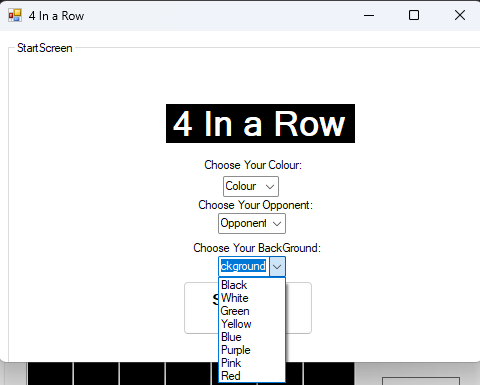 4 In a Row
StartScreen
4 In a Row
Choose Your Colour:
Colour
Choose Your Opponent:
Opponent
Choose Your BackGround:
ckground
Black
White
Green
Yellow
Blue
Purple
Pink
Red